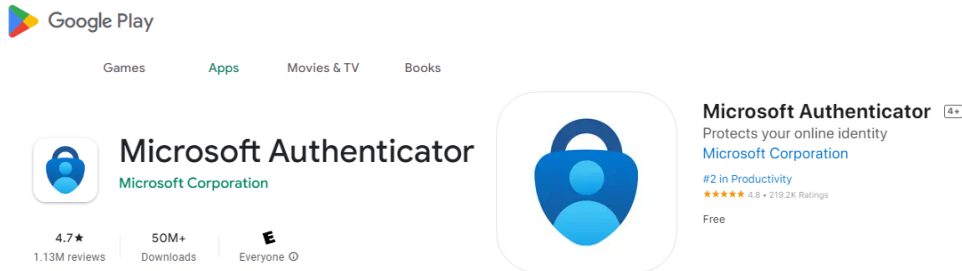 Google Play
Games Apps Movies & TV Books
Microsoft Authenticator
Microsoft Corporation
4.7★ 50M+ E
1.13M reviews Downloads Everyone ⓘ
Microsoft Authenticator 4+
Protects your online identity
Microsoft Corporation
#2 in Productivity
★★★★★ 4.8 • 219.2K Ratings
Free